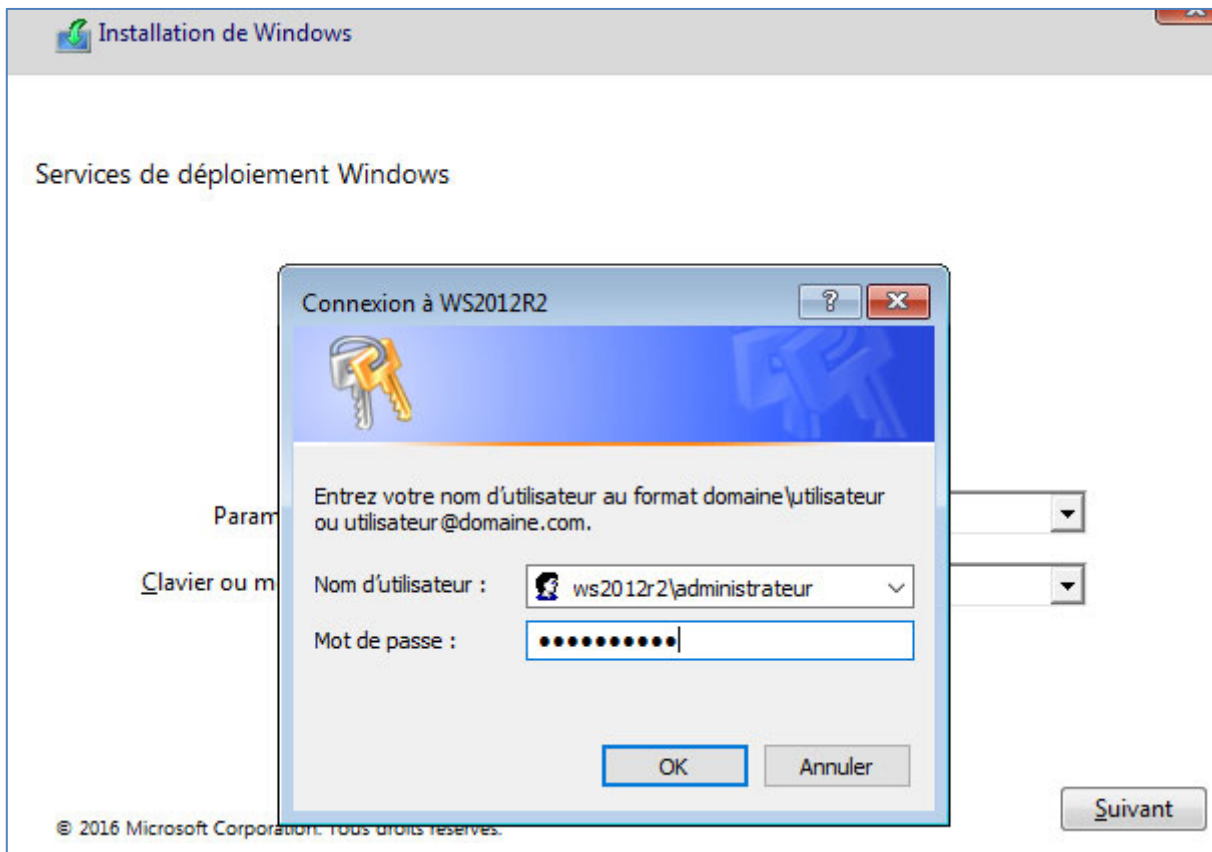 Installation de Windows
Services de déploiement Windows
Connexion à WS2012R2
Entrez votre nom d'utilisateur au format domaine\utilisateur
ou utilisateur@domaine.com.
Param
Nom d'utilisateur : ws2012r2\administrateur
Clavier ou m
Mot de passe : ●●●●●●●●●●
OK Annuler
Suivant
© 2016 Microsoft Corporation. Tous droits réservés.